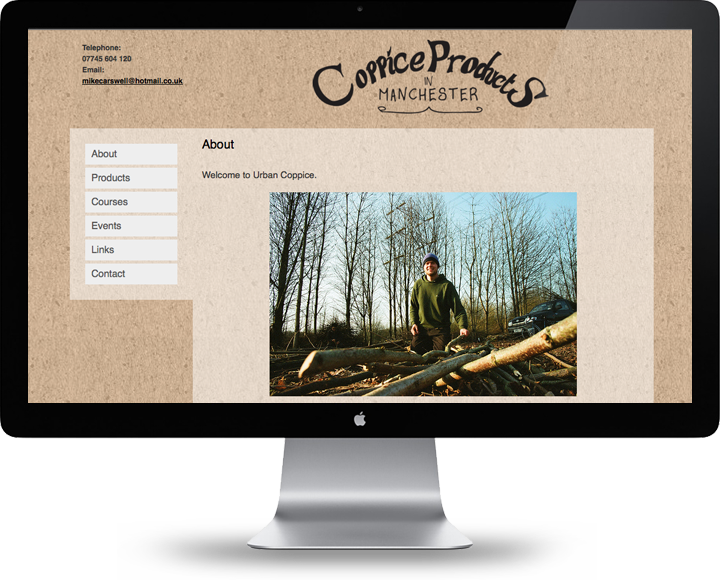 Telephone:
07745 604 120
Email:
mikecarswell@hotmail.co.uk
Coppice Products
IN
MANCHESTER
About
Products
Courses
Events
Links
Contact
About
Welcome to Urban Coppice.